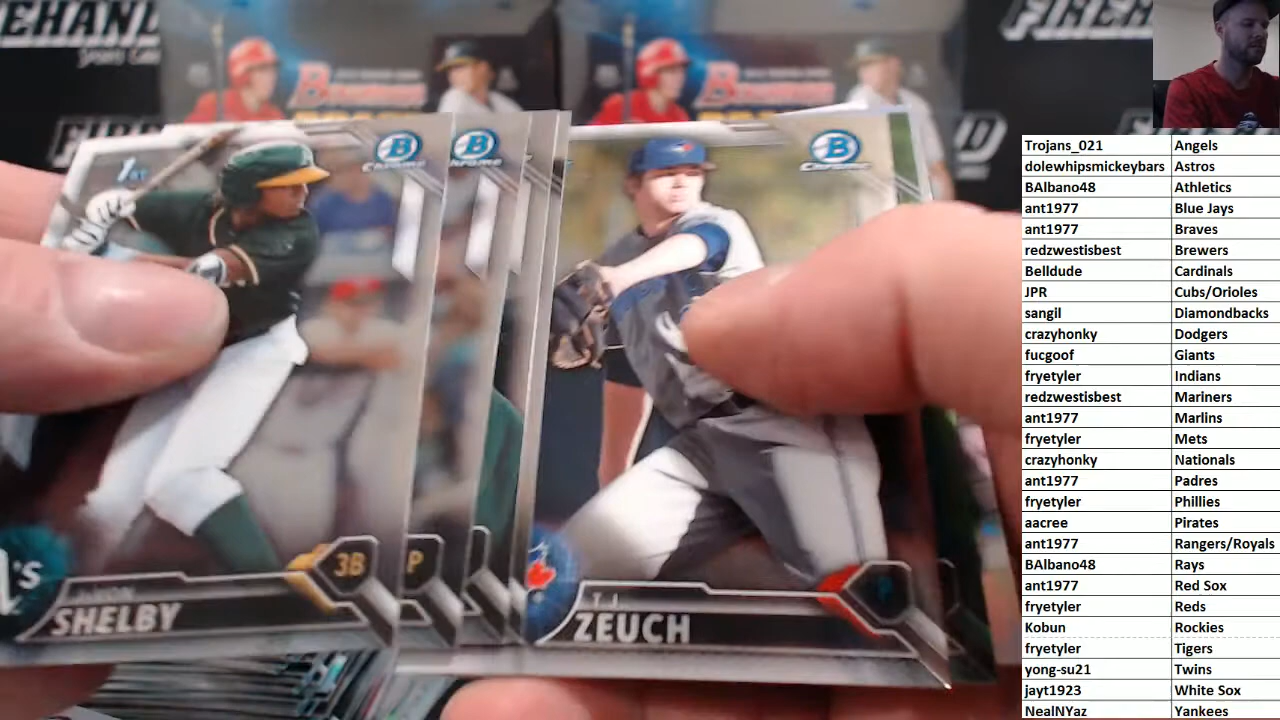 FIREHAND
SPORT CARDS
FIREH
BOWMAN
BOWMAN
1ST
B
Chrome
B
CHROME
B
Chrome
A's
3B
SHELBY
P
T.J.
ZEUCH
P
Trojans_021 Angels
dolewhipsmickeybars Astros
BAlbano48 Athletics
ant1977 Blue Jays
ant1977 Braves
redzwestisbest Brewers
Belldude Cardinals
JPR Cubs/Orioles
sangil Diamondbacks
crazyhonky Dodgers
fucgoof Giants
fryetyler Indians
redzwestisbest Mariners
ant1977 Marlins
fryetyler Mets
crazyhonky Nationals
ant1977 Padres
fryetyler Phillies
aacree Pirates
ant1977 Rangers/Royals
BAlbano48 Rays
ant1977 Red Sox
fryetyler Reds
Kobun Rockies
fryetyler Tigers
yong-su21 Twins
jayt1923 White Sox
NealNYaz Yankees